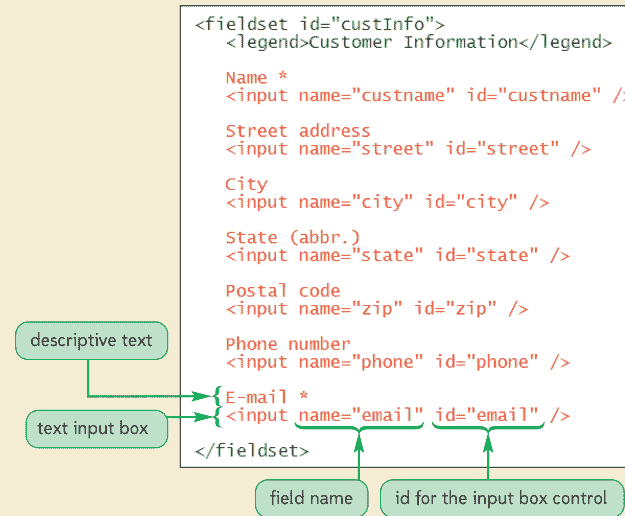 <fieldset id="custInfo">
<legend>Customer Information</legend>
Name *
<input name="custname" id="custname" /
Street address
<input name="street" id="street" />
City
<input name="city" id="city" />
State (abbr.)
<input name="state" id="state" />
Postal code
<input name="zip" id="zip" />
Phone number
<input name="phone" id="phone" />
E-mail *
<input name="email" id="email" />
</fieldset>
descriptive text
text input box
field name
id for the input box control